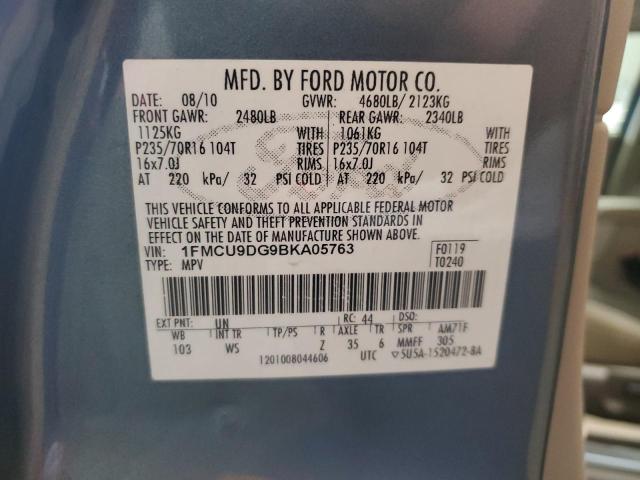 MFD. BY FORD MOTOR CO.
DATE: 08/10 GVWR: 4680LB/ 2123KG
FRONT GAWR: 2480LB REAR GAWR: 2340LB
1125KG WITH 1061KG WITH
P235/70R16 104T TIRES P235/70R16 104T TIRES
16x7.0J RIMS 16x7.0J RIMS
AT 220 kPa/ 32 PSI COLD AT 220 kPa/ 32 PSI COLD
THIS VEHICLE CONFORMS TO ALL APPLICABLE FEDERAL MOTOR
VEHICLE SAFETY AND THEFT PREVENTION STANDARDS IN
EFFECT ON THE DATE OF MANUFACTURE SHOWN ABOVE.
VIN: 1FMCU9DG9BKA05763 F0119
TYPE: MPV T0240
EXT PNT: UN RC: 44 DSO:
WB INT TR TP/PS R AXLE TR SPR AM71F
103 WS Z 35 6 MMFF 305
1201008044606 UTC ▽5U5A-1520472-BA